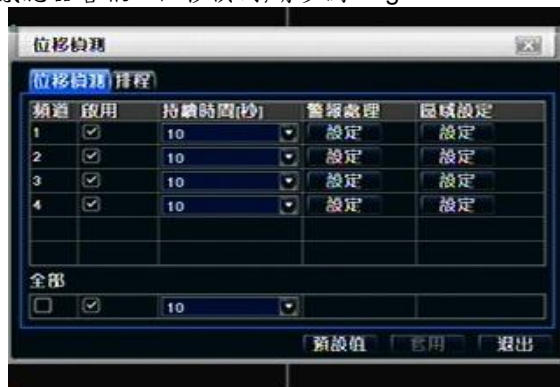 位移偵測
位移偵測 排程
頻道 啟用 持續時間[秒] 警報處理 區域設定
1 10 設定 設定
2 10 設定 設定
3 10 設定 設定
4 10 設定 設定
全部
10
預設值 套用 退出